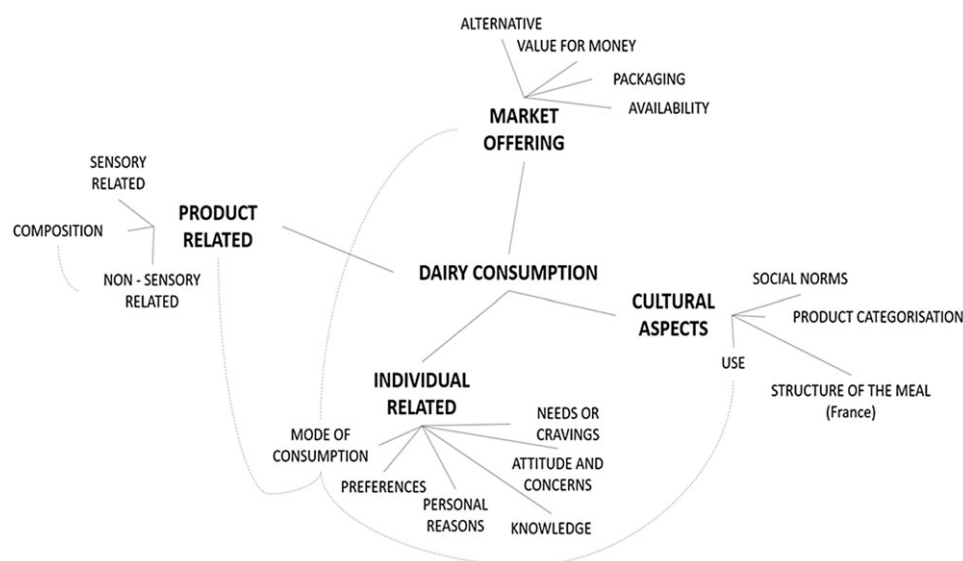 ALTERNATIVE
VALUE FOR MONEY
PACKAGING
AVAILABILITY
MARKET
OFFERING
SENSORY
RELATED
COMPOSITION
NON - SENSORY
RELATED
PRODUCT
RELATED
DAIRY CONSUMPTION
CULTURAL
ASPECTS
SOCIAL NORMS
PRODUCT CATEGORISATION
USE
STRUCTURE OF THE MEAL
(France)
INDIVIDUAL
RELATED
MODE OF
CONSUMPTION
PREFERENCES
PERSONAL
REASONS
NEEDS OR
CRAVINGS
ATTITUDE AND
CONCERNS
KNOWLEDGE